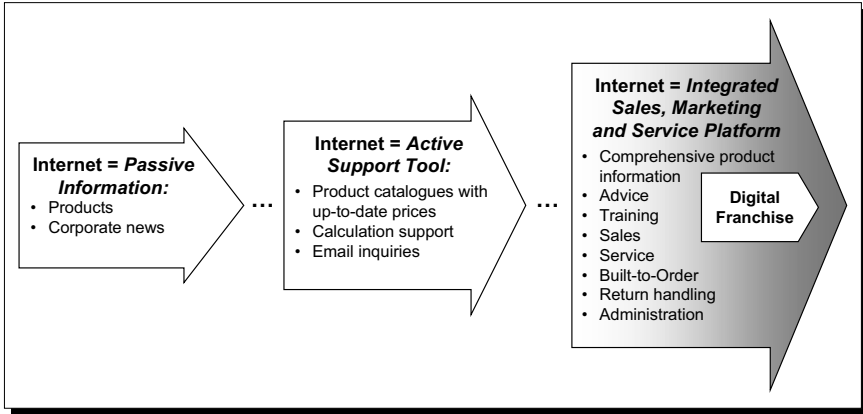 Internet = Passive
Information:
• Products
• Corporate news
...
Internet = Active
Support Tool:
• Product catalogues with
up-to-date prices
• Calculation support
• Email inquiries
...
Internet = Integrated
Sales, Marketing
and Service Platform
• Comprehensive product
information
• Advice
• Training
• Sales
• Service
• Built-to-Order
• Return handling
• Administration
Digital
Franchise